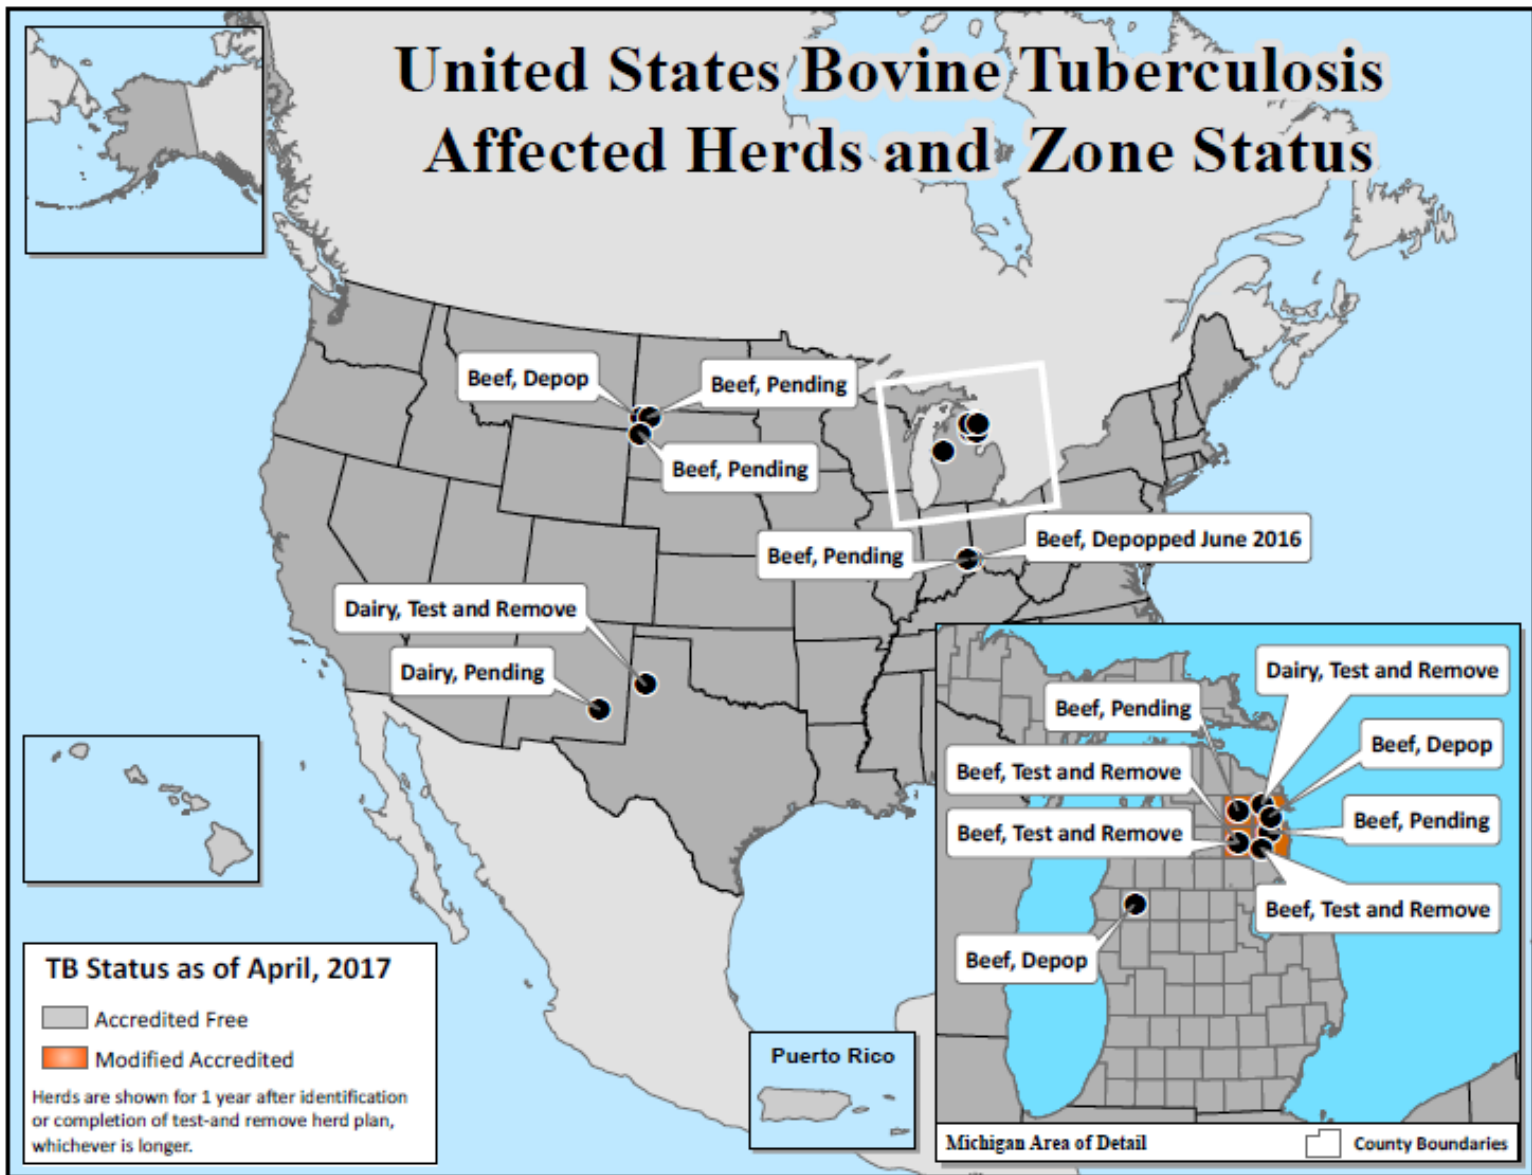 United States Bovine Tuberculosis
Affected Herds and Zone Status
Beef, Depop
Beef, Pending
Beef, Pending
Beef, Pending
Beef, Depopped June 2016
Dairy, Test and Remove
Dairy, Pending
Dairy, Test and Remove
Beef, Pending
Beef, Depop
Beef, Test and Remove
Beef, Pending
Beef, Test and Remove
Beef, Test and Remove
Beef, Depop
Michigan Area of Detail
County Boundaries
Puerto Rico
TB Status as of April, 2017
Accredited Free
Modified Accredited
Herds are shown for 1 year after identification
or completion of test-and remove herd plan,
whichever is longer.